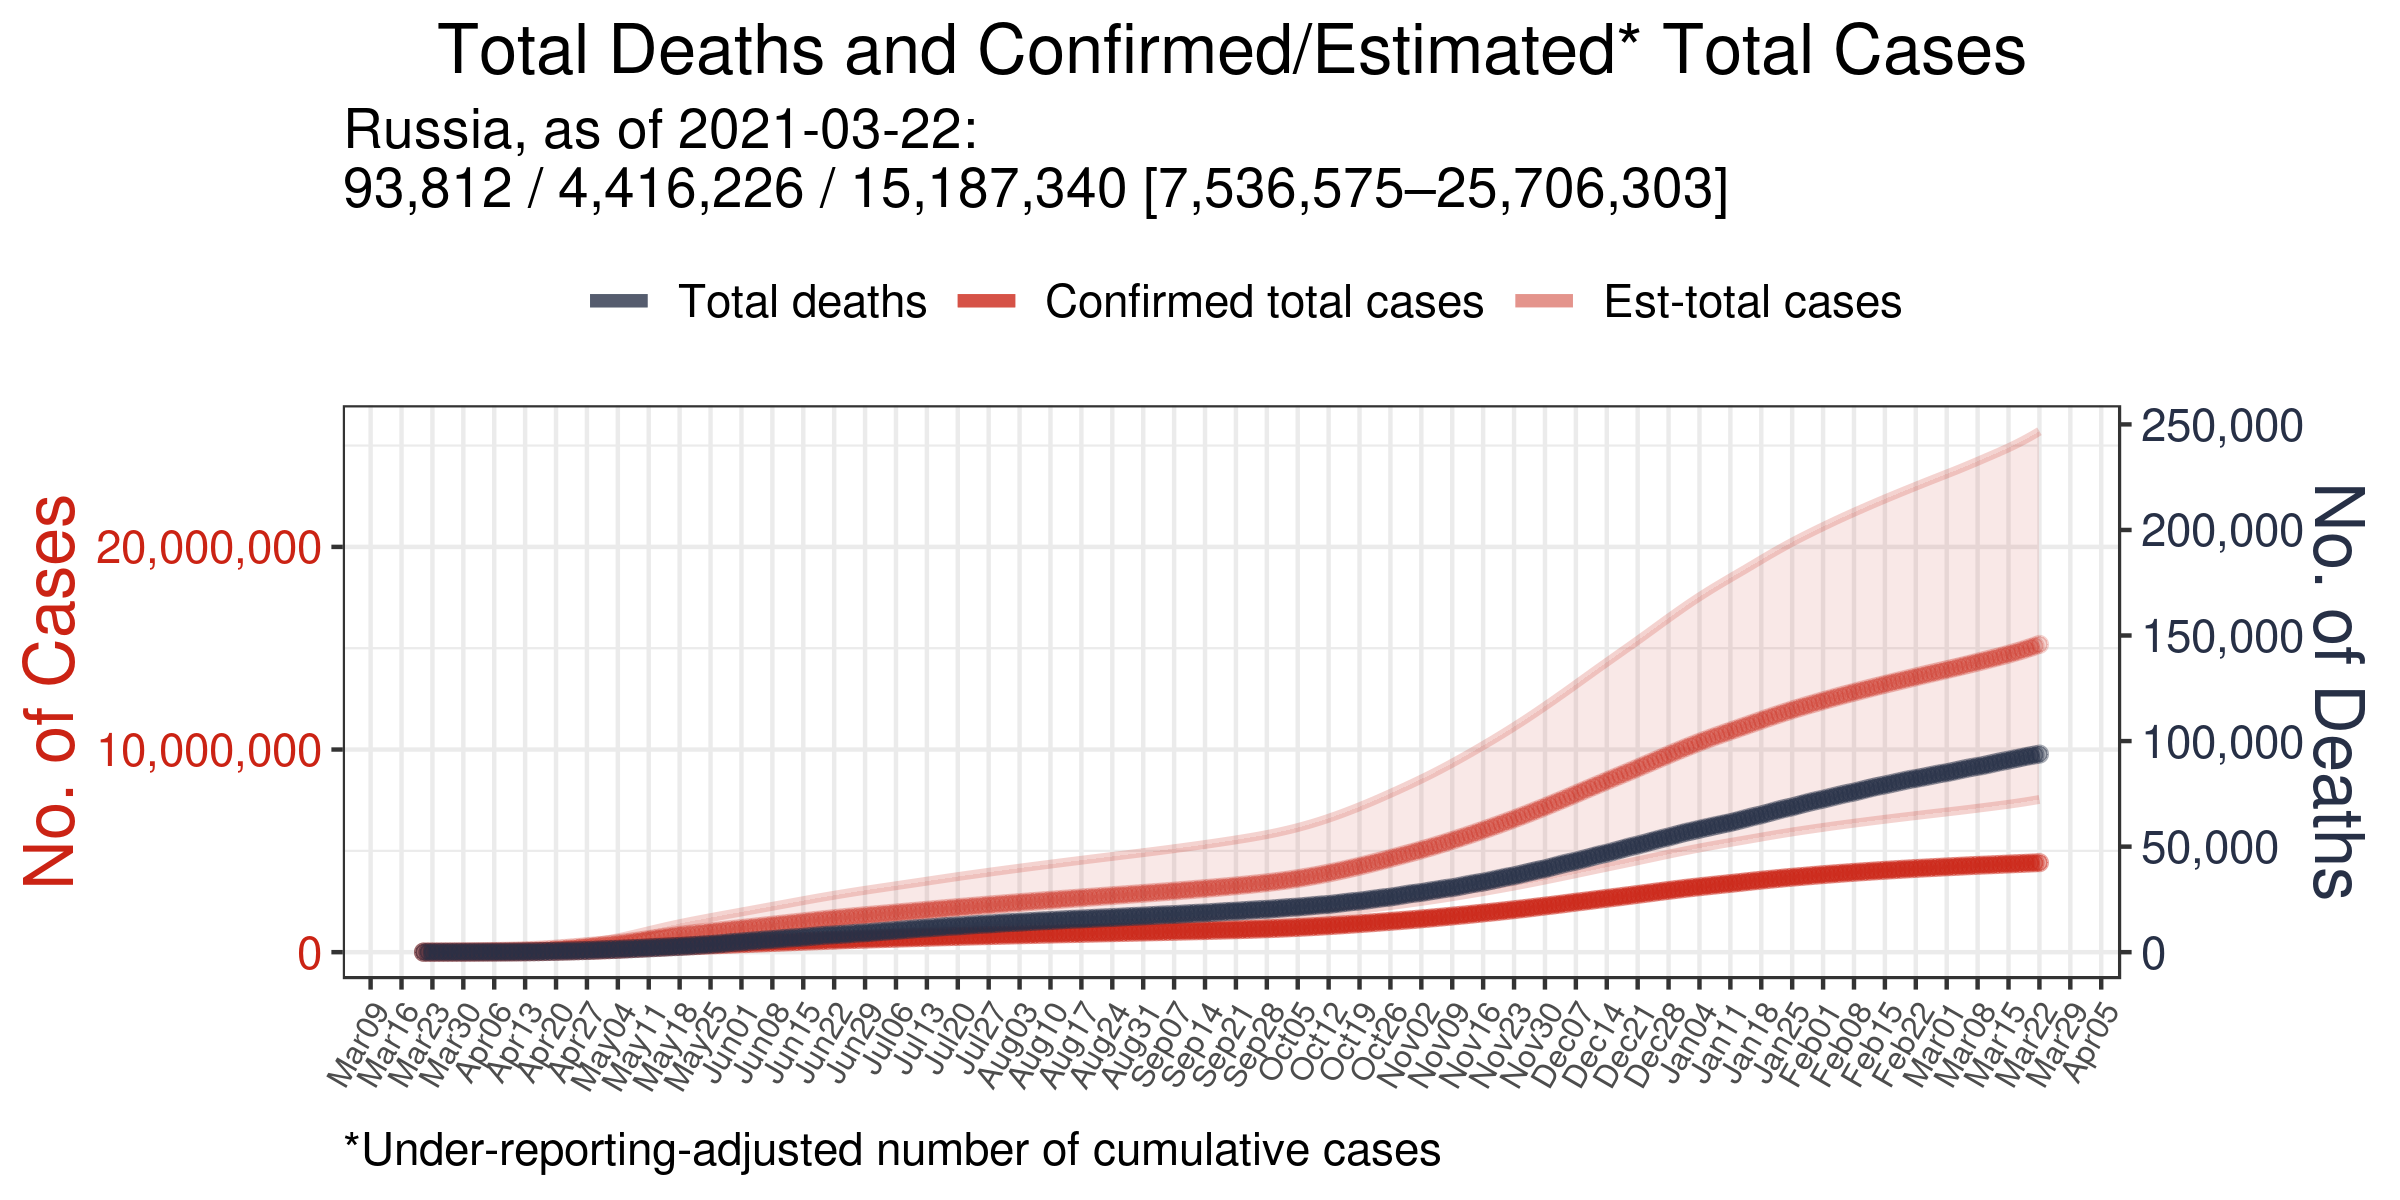 Total Deaths and Confirmed/Estimated* Total Cases
Russia, as of 2021-03-22:
93,812 / 4,416,226 / 15,187,340 [7,536,575–25,706,303]
Total deaths
Confirmed total cases
Est-total cases
No. of Cases
20,000,000
10,000,000
0
250,000
200,000
150,000
100,000
50,000
0
No. of Deaths
Mar09
Mar16
Mar23
Mar30
Apr06
Apr13
Apr20
Apr27
May04
May11
May18
May25
Jun01
Jun08
Jun15
Jun22
Jun29
Jul06
Jul13
Jul20
Jul27
Aug03
Aug10
Aug17
Aug24
Aug31
Sep07
Sep14
Sep21
Sep28
Oct05
Oct12
Oct19
Oct26
Nov02
Nov09
Nov16
Nov23
Nov30
Dec07
Dec14
Dec21
Dec28
Jan04
Jan11
Jan18
Jan25
Feb01
Feb08
Feb15
Feb22
Mar01
Mar08
Mar15
Mar22
Mar29
Apr05
*Under-reporting-adjusted number of cumulative cases